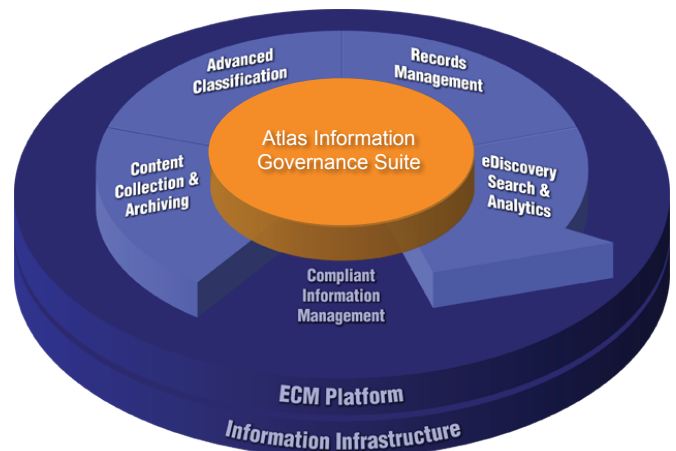 Advanced
Classification
Records
Management
Atlas Information
Governance Suite
Content
Collection &
Archiving
eDiscovery
Search &
Analytics
Compliant
Information
Management
ECM Platform
Information Infrastructure